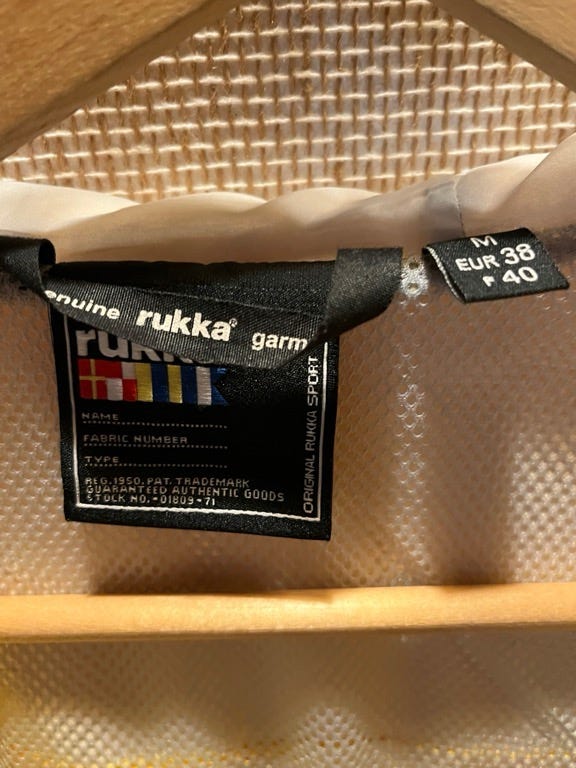 enuine rukka® garm
rukka
NAME
FABRIC NUMBER
TYPE
REG.1950.PAT. TRADEMARK
GUARANTEED AUTHENTIC GOODS
STOCK NO.-01809-71
ORIGINAL RUKKA SPORT
M
EUR 38
F 40